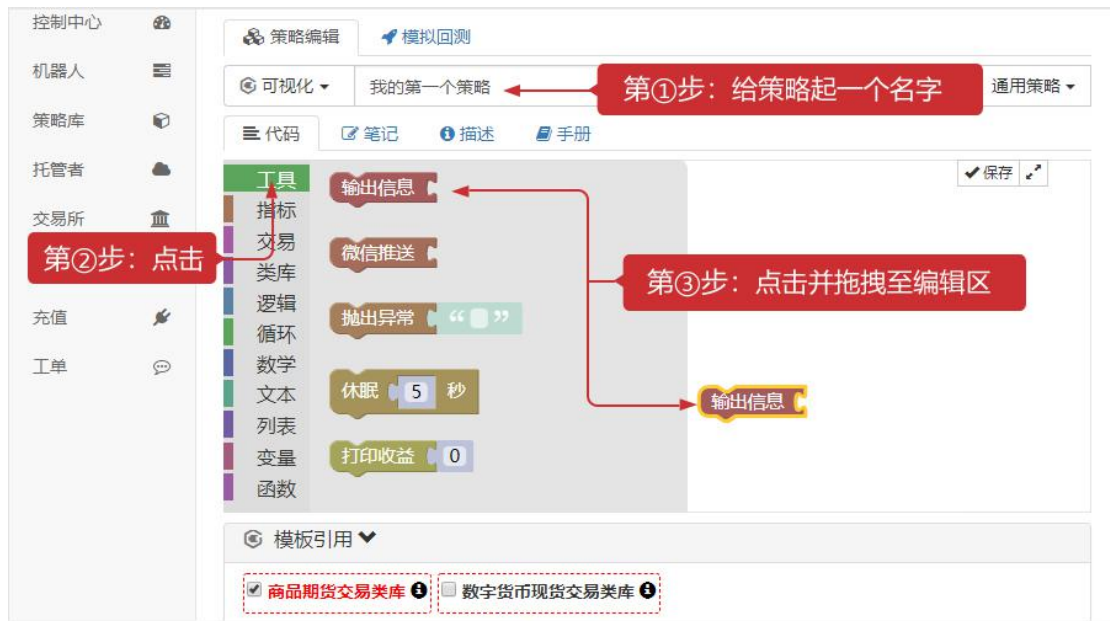 控制中心
机器人
策略库
托管者
交易所
充值
工单
策略编辑 模拟回测
可视化 我的第一个策略 第①步：给策略起一个名字 通用策略
代码 笔记 描述 手册
保存
工具
指标
交易
类库
逻辑
循环
数学
文本
列表
变量
函数
第②步：点击
输出信息
微信推送
抛出异常 “ ”
休眠 5 秒
打印收益 0
第③步：点击并拖拽至编辑区
输出信息
模板引用
商品期货交易类库 数字货币现货交易类库